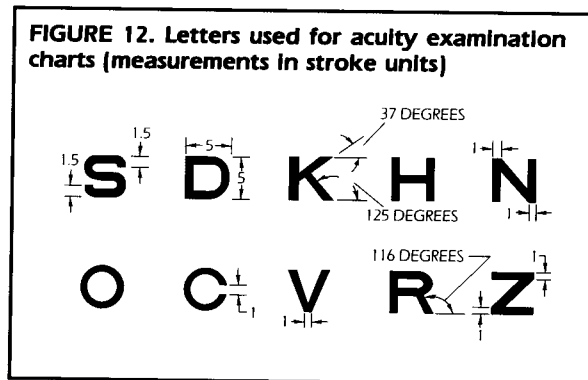 FIGURE 12. Letters used for acuity examination
charts (measurements in stroke units)
37 DEGREES
1.5
1.5
5
5
1
1
S D K H N
125 DEGREES
116 DEGREES
1
1
1
1
1
O C V R Z